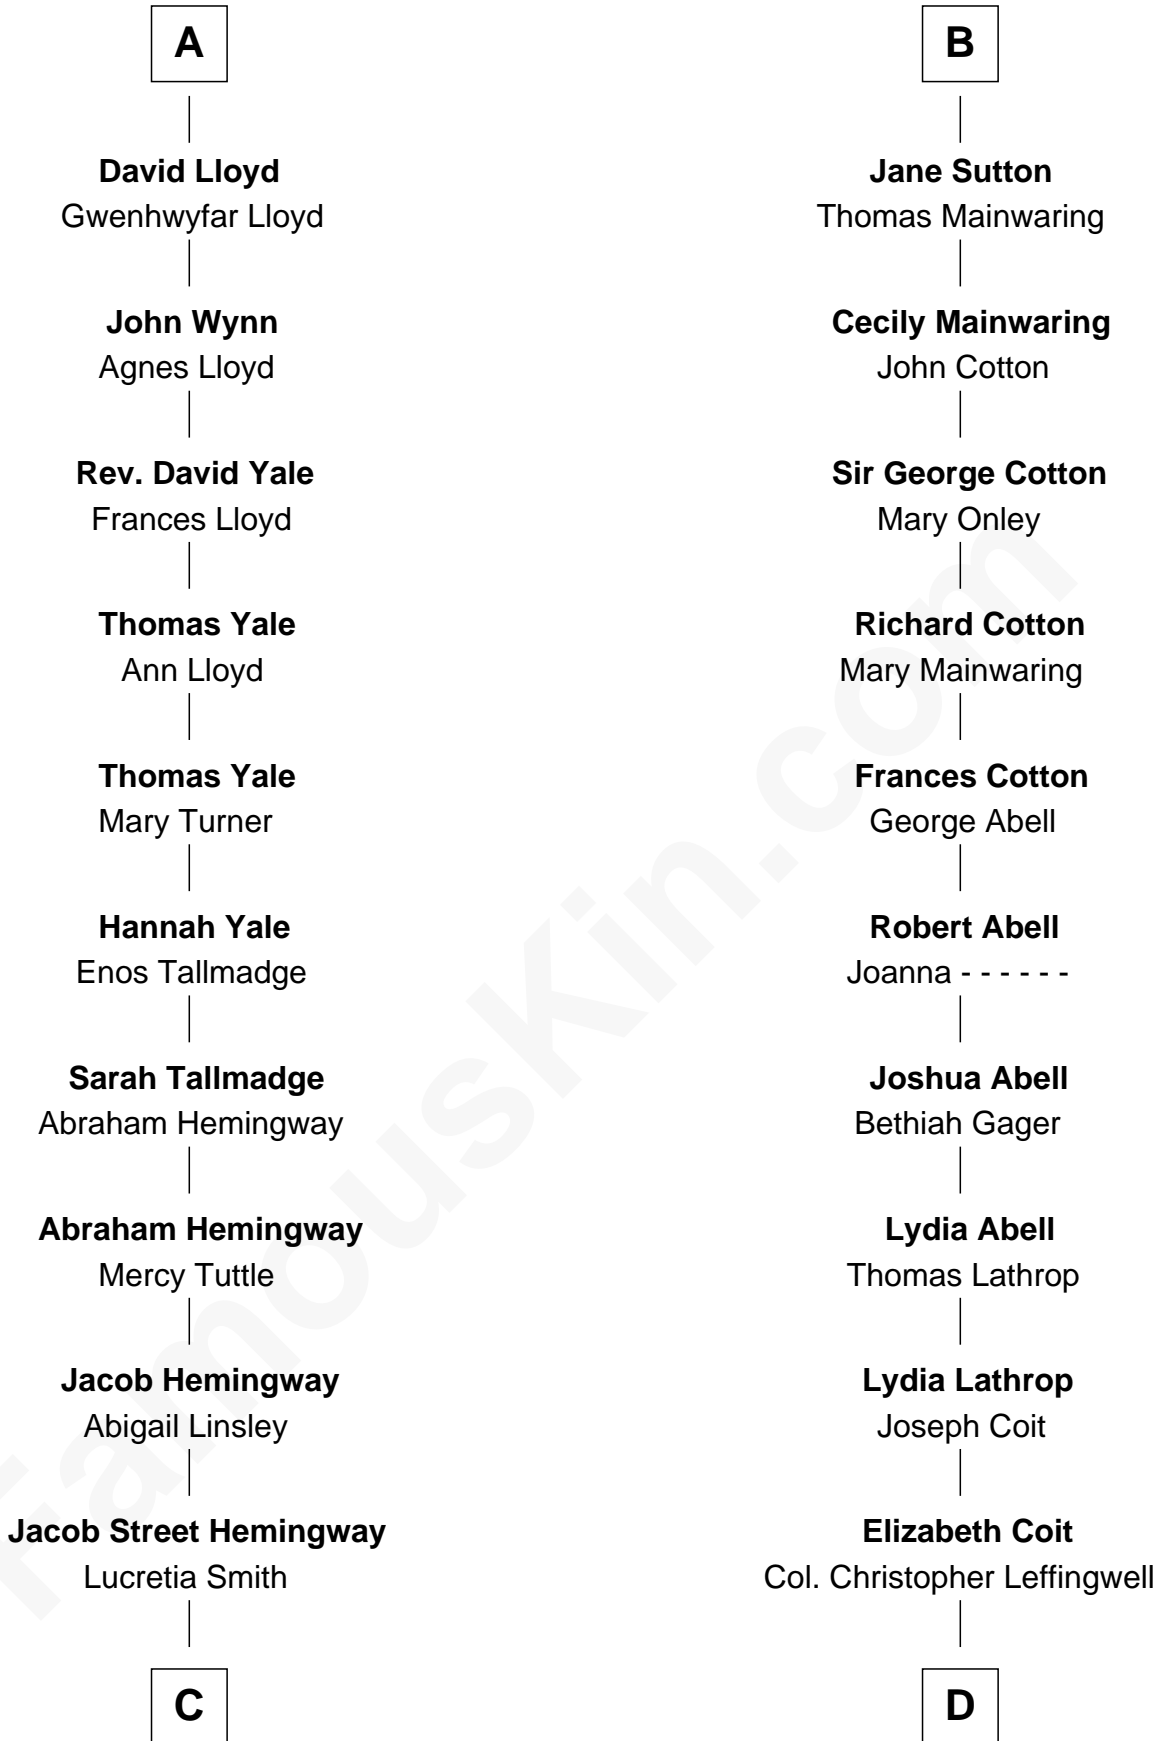 A
David Lloyd
Gwenhwyfar Lloyd
John Wynn
Agnes Lloyd
Rev. David Yale
Frances Lloyd
Thomas Yale
Ann Lloyd
Thomas Yale
Mary Turner
Hannah Yale
Enos Tallmadge
Sarah Tallmadge
Abraham Hemingway
Abraham Hemingway
Mercy Tuttle
Jacob Hemingway
Abigail Linsley
Jacob Street Hemingway
Lucretia Smith
C
B
Jane Sutton
Thomas Mainwaring
Cecily Mainwaring
John Cotton
Sir George Cotton
Mary Onley
Richard Cotton
Mary Mainwaring
Frances Cotton
George Abell
Robert Abell
Joanna - - - - - -
Joshua Abell
Bethiah Gager
Lydia Abell
Thomas Lathrop
Lydia Lathrop
Joseph Coit
Elizabeth Coit
Col. Christopher Leffingwell
D
FamousKin.com